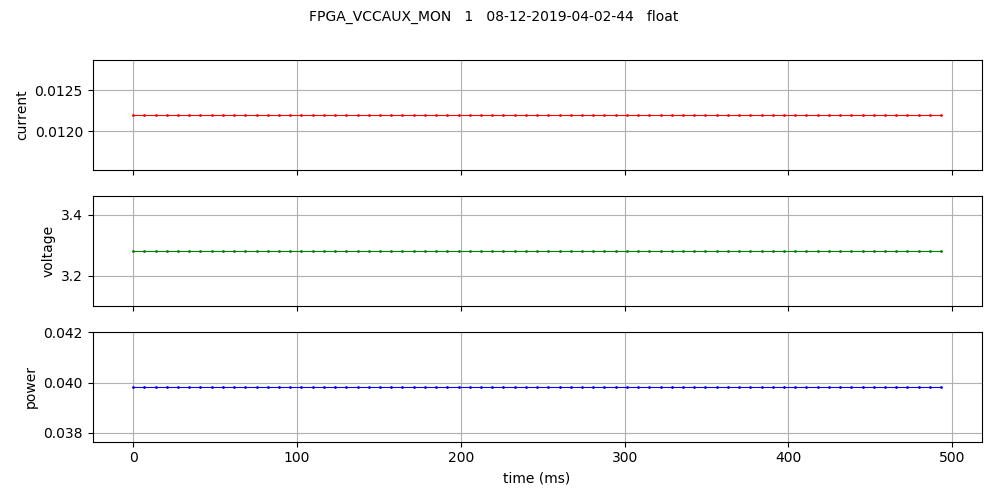 FPGA_VCCAUX_MON 1 08-12-2019-04-02-44 float
0.0125
0.0120
current
3.4
3.2
voltage
0.042
0.040
0.038
power
0 100 200 300 400 500
time (ms)